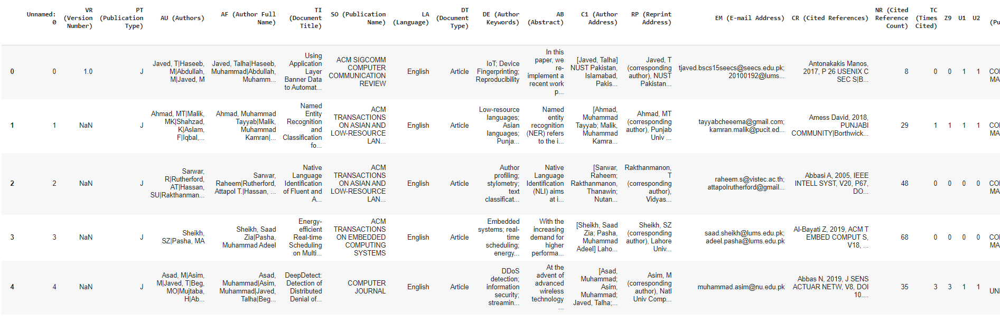 Unnamed: 0 VR (Version Number) PT (Publication Type) AU (Authors) AF (Author Full Name) TI (Document Title) SO (Publication Name) LA (Language) DT (Document Type) DE (Author Keywords) AB (Abstract) C1 (Author Address) RP (Reprint Address) EM (E-mail Address) CR (Cited References) NR (Cited Reference Count) TC (Times Cited) Z9 U1 U2 (Pu
0 0 1.0 J Javed, T|Haseeb, M|Abdullah, M|Javed, M Javed, Talha|Haseeb, Muhammad|Abdullah, Muhamm... Using Application Layer Banner Data to Automat... ACM SIGCOMM COMPUTER COMMUNICATION REVIEW English Article IoT; Device Fingerprinting; Reproducibility In this paper, we re-implement a recent work p... [Javed, Talha] NUST Pakistan, Islamabad, Pakis... Javed, T (corresponding author), NUST Pakistan... tjaved.bscs15seecs@seecs.edu.pk; 20100192@lums... Antonakakis Manos, 2017, P 26 USENIX C SEC S|B... 8 0 0 1 1 COI MA
1 1 NaN J Ahmad, MT|Malik, MK|Shahzad, K|Aslam, F|Iqbal,... Ahmad, Muhammad Tayyab|Malik, Muhammad Kamran|... Named Entity Recognition and Classification fo... ACM TRANSACTIONS ON ASIAN AND LOW-RESOURCE LAN... English Article Low-resource languages; Asian languages; Punja... Named entity recognition (NER) refers to the i... [Ahmad, Muhammad Tayyab; Malik, Muhammad Kamra... Ahmad, MT (corresponding author), Punjab Univ ... tayyabcheeema@gmail.com; kamran.malik@pucit.ed... Amess David, 2018, PUNJABI COMMUNITY|Borthwick... 29 1 1 1 1 COI MA
2 2 NaN J Sarwar, R|Rutherford, AT|Hassan, SU|Rakthanman... Sarwar, Raheem|Rutherford, Attapol T.|Hassan, ... Native Language Identification of Fluent and A... ACM TRANSACTIONS ON ASIAN AND LOW-RESOURCE LAN... English Article Author profiling; stylometry; text classificat... Native Language Identification (NLI) aims at i... [Sarwar, Raheem; Rakthanmanon, Thanawin; Nutan... Rakthanmanon, T (corresponding author), Vidyas... raheem.s@vistec.ac.th; attapolrutherford@gmail... Abbasi A, 2005, IEEE INTELL SYST, V20, P67, DO... 48 0 0 0 0 COI MA
3 3 NaN J Sheikh, SZ|Pasha, MA Sheikh, Saad Zia|Pasha, Muhammad Adeel Energy-efficient Real-time Scheduling on Multi... ACM TRANSACTIONS ON EMBEDDED COMPUTING SYSTEMS English Article Embedded systems; real-time scheduling; energy... With the increasing demand for higher performa... [Sheikh, Saad Zia; Pasha, Muhammad Adeel] Laho... Sheikh, SZ (corresponding author), Lahore Univ... saad.sheikh@lums.edu.pk; adeel.pasha@lums.edu.pk Al-Bayati Z, 2019, ACM T EMBED COMPUT S, V18, ... 68 0 0 0 0 COI MA
4 4 NaN J Asad, M|Asim, M|Javed, T|Beg, MO|Mujtaba, H|Ab... Asad, Muhammad|Asim, Muhammad|Javed, Talha|Beg... DeepDetect: Detection of Distributed Denial of... COMPUTER JOURNAL English Article DDoS detection; information security; streamin... At the advent of advanced wireless technology ... [Asad, Muhammad; Asim, Muhammad; Javed, Talha;... Asim, M (corresponding author), Natl Univ Comp... muhammad.asim@nu.edu.pk Abbas N, 2019, J SENS ACTUAR NETW, V8, DOI 10.... 35 3 3 1 1 UNI